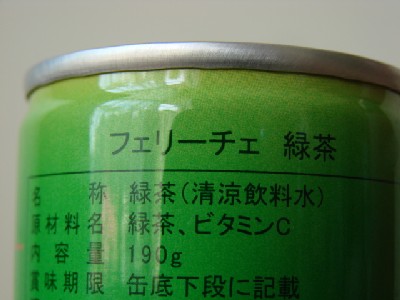 フェリーチェ 緑茶
名称 緑茶(清涼飲料水)
原材料名 緑茶、ビタミンC
内容量 190g
賞味期限 缶底下段に記載